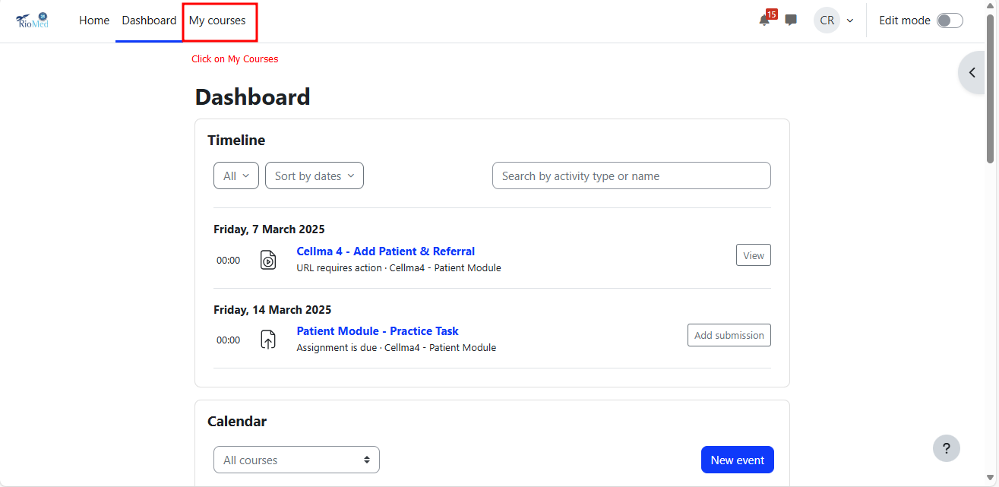 RioMed
Home Dashboard My courses
15
CR
Edit mode
Click on My Courses
Dashboard
Timeline
All
Sort by dates
Search by activity type or name
Friday, 7 March 2025
00:00
Cellma 4 - Add Patient & Referral
URL requires action · Cellma4 - Patient Module
View
Friday, 14 March 2025
00:00
Patient Module - Practice Task
Assignment is due · Cellma4 - Patient Module
Add submission
Calendar
All courses
New event
?